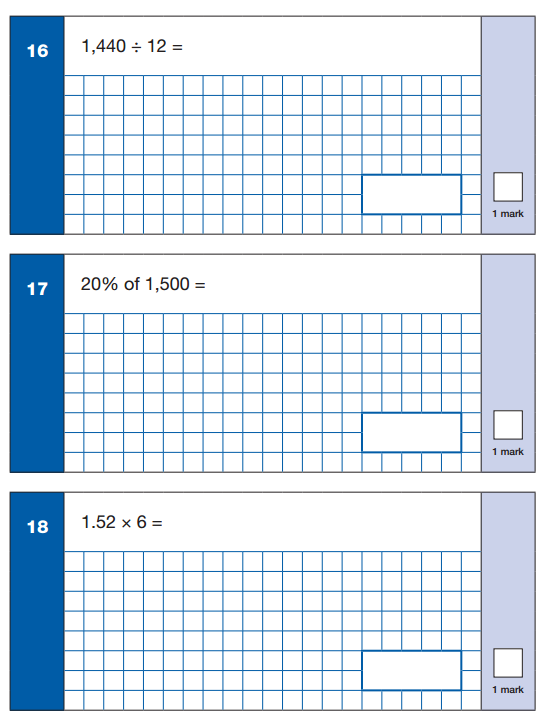 16
1,440 ÷ 12 =
1 mark
17
20% of 1,500 =
1 mark
18
1.52 × 6 =
1 mark